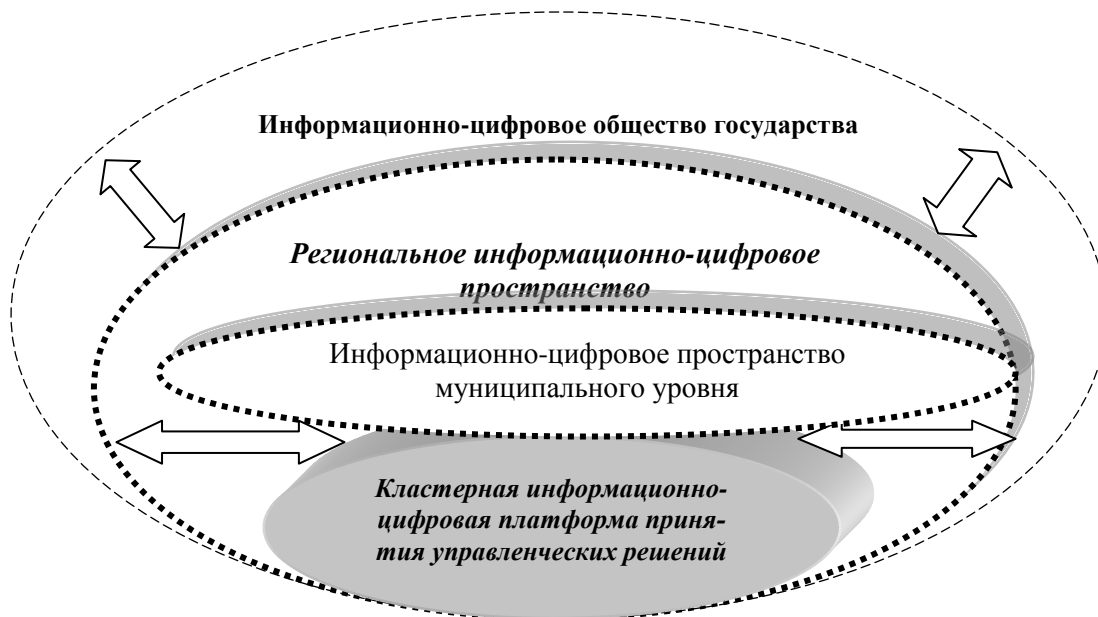 Информационно-цифровое общество государства
Региональное информационно-цифровое
пространство
Информационно-цифровое пространство
муниципального уровня
Кластерная информационно-
цифровая платформа приня-
тия управленческих решений